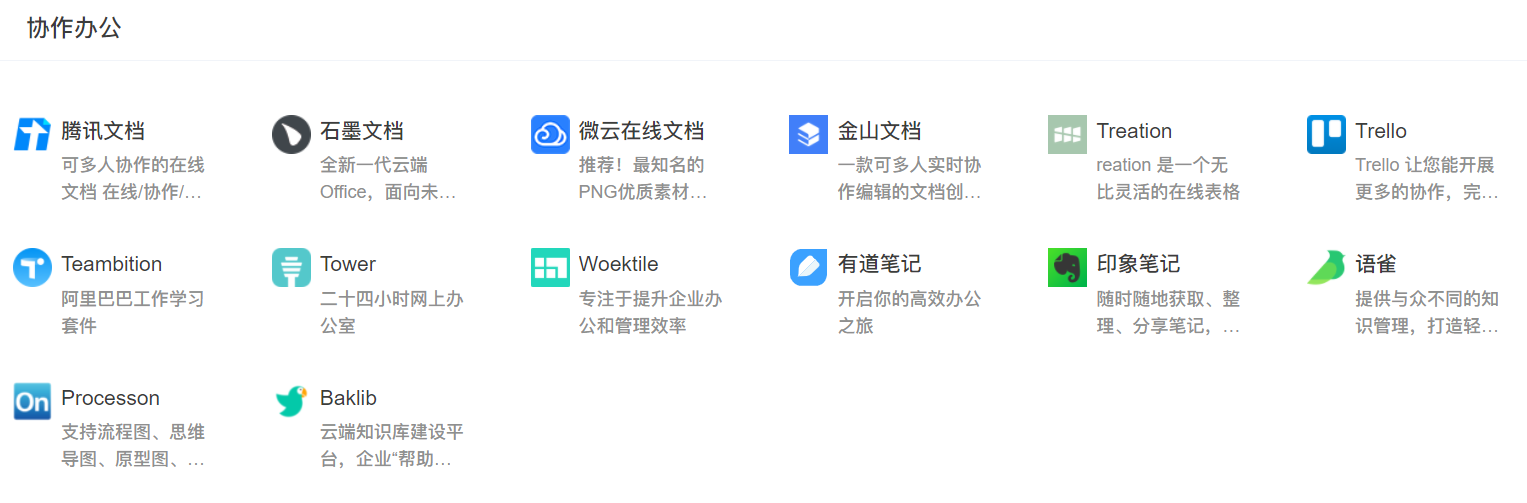 协作办公
腾讯文档
可多人协作的在线
文档 在线/协作/...
石墨文档
全新一代云端
Office，面向未...
微云在线文档
推荐！最知名的
PNG优质素材...
金山文档
一款可多人实时协
作编辑的文档创...
Treation
reation 是一个无
比灵活的在线表格
Trello
Trello 让您能开展
更多的协作，完...
Teambition
阿里巴巴工作学习
套件
Tower
二十四小时网上办
公室
Woektile
专注于提升企业办
公和管理效率
有道笔记
开启你的高效办公
之旅
印象笔记
随时随地获取、整
理、分享笔记，...
语雀
提供与众不同的知
识管理，打造轻...
On
Processon
支持流程图、思维
导图、原型图、...
Baklib
云端知识库建设平
台，企业“帮助...